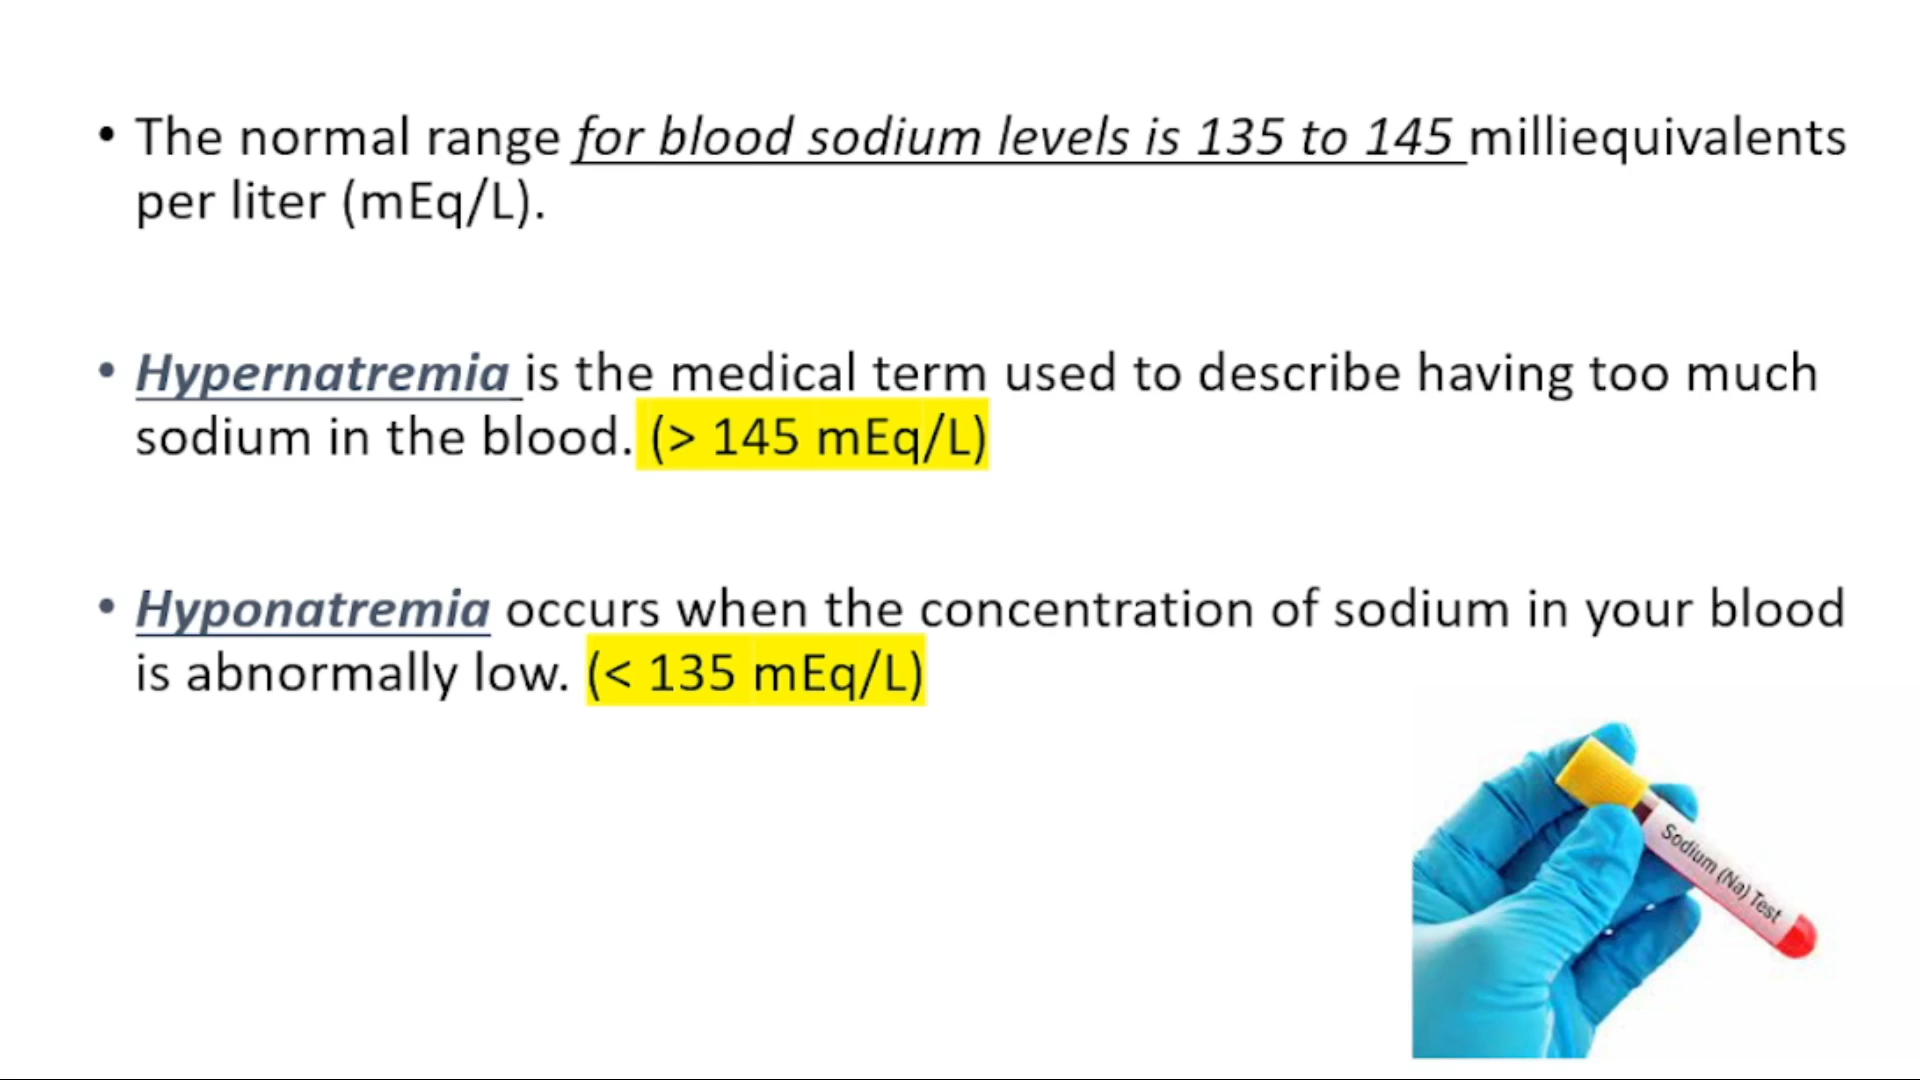 • The normal range for blood sodium levels is 135 to 145 milliequivalents
per liter (mEq/L).
• Hypernatremia is the medical term used to describe having too much
sodium in the blood. (> 145 mEq/L)
• Hyponatremia occurs when the concentration of sodium in your blood
is abnormally low. (< 135 mEq/L)
Sodium (Na) Test